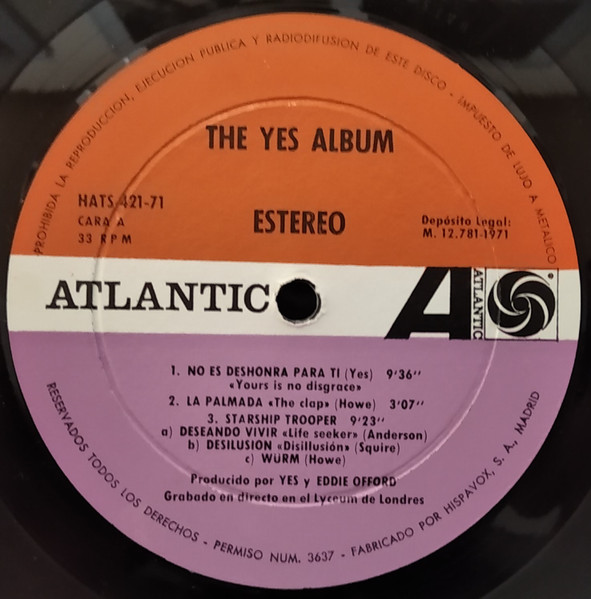 PROHIBIDA LA REPRODUCCION, EJECUCION PUBLICA Y RADIODIFUSION DE ESTE DISCO - IMPUESTO DE LUJO A METALICO
THE YES ALBUM
HATS 421-71
CARA A
33 RPM
ESTEREO
Depósito Legal:
M. 12.781-1971
ATLANTIC
A
ATLANTIC
®
1. NO ES DESHONRA PARA TI (Yes) 9'36''
«Yours is no disgrace»
2. LA PALMADA «The clap» (Howe) 3'07''
3. STARSHIP TROOPER 9'23''
a) DESEANDO VIVIR «Life seeker» (Anderson)
b) DESILUSION «Disillusión» (Squire)
c) WURM (Howe)
Producido por YES y EDDIE OFFORD
Grabado en directo en el Lyceum de Londres
RESERVADOS TODOS LOS DERECHOS - PERMISO NUM. 3637 - FABRICADO POR HISPAVOX, S. A., MADRID